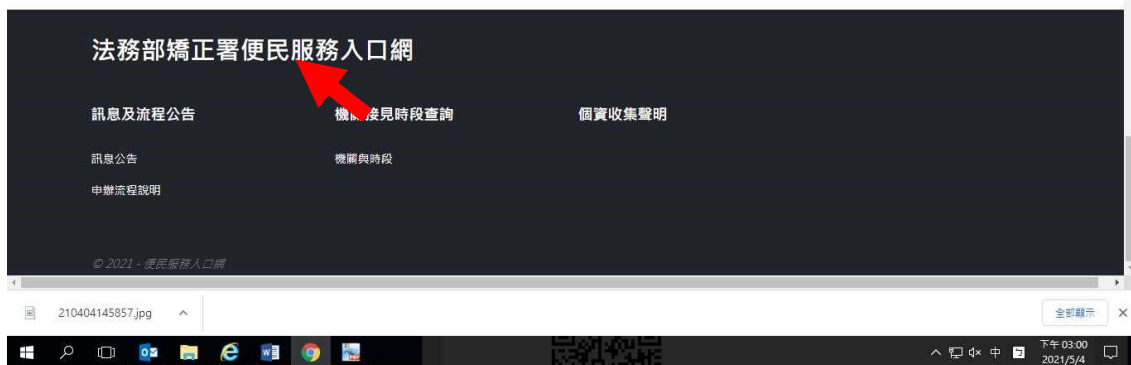 法務部矯正署便民服務入口網
訊息及流程公告
機關接見時段查詢
個資收集聲明
訊息公告
機關與時段
申辦流程說明
© 2021 - 便民服務入口網
210404145857.jpg
全部顯示
中
下午 03:00
2021/5/4